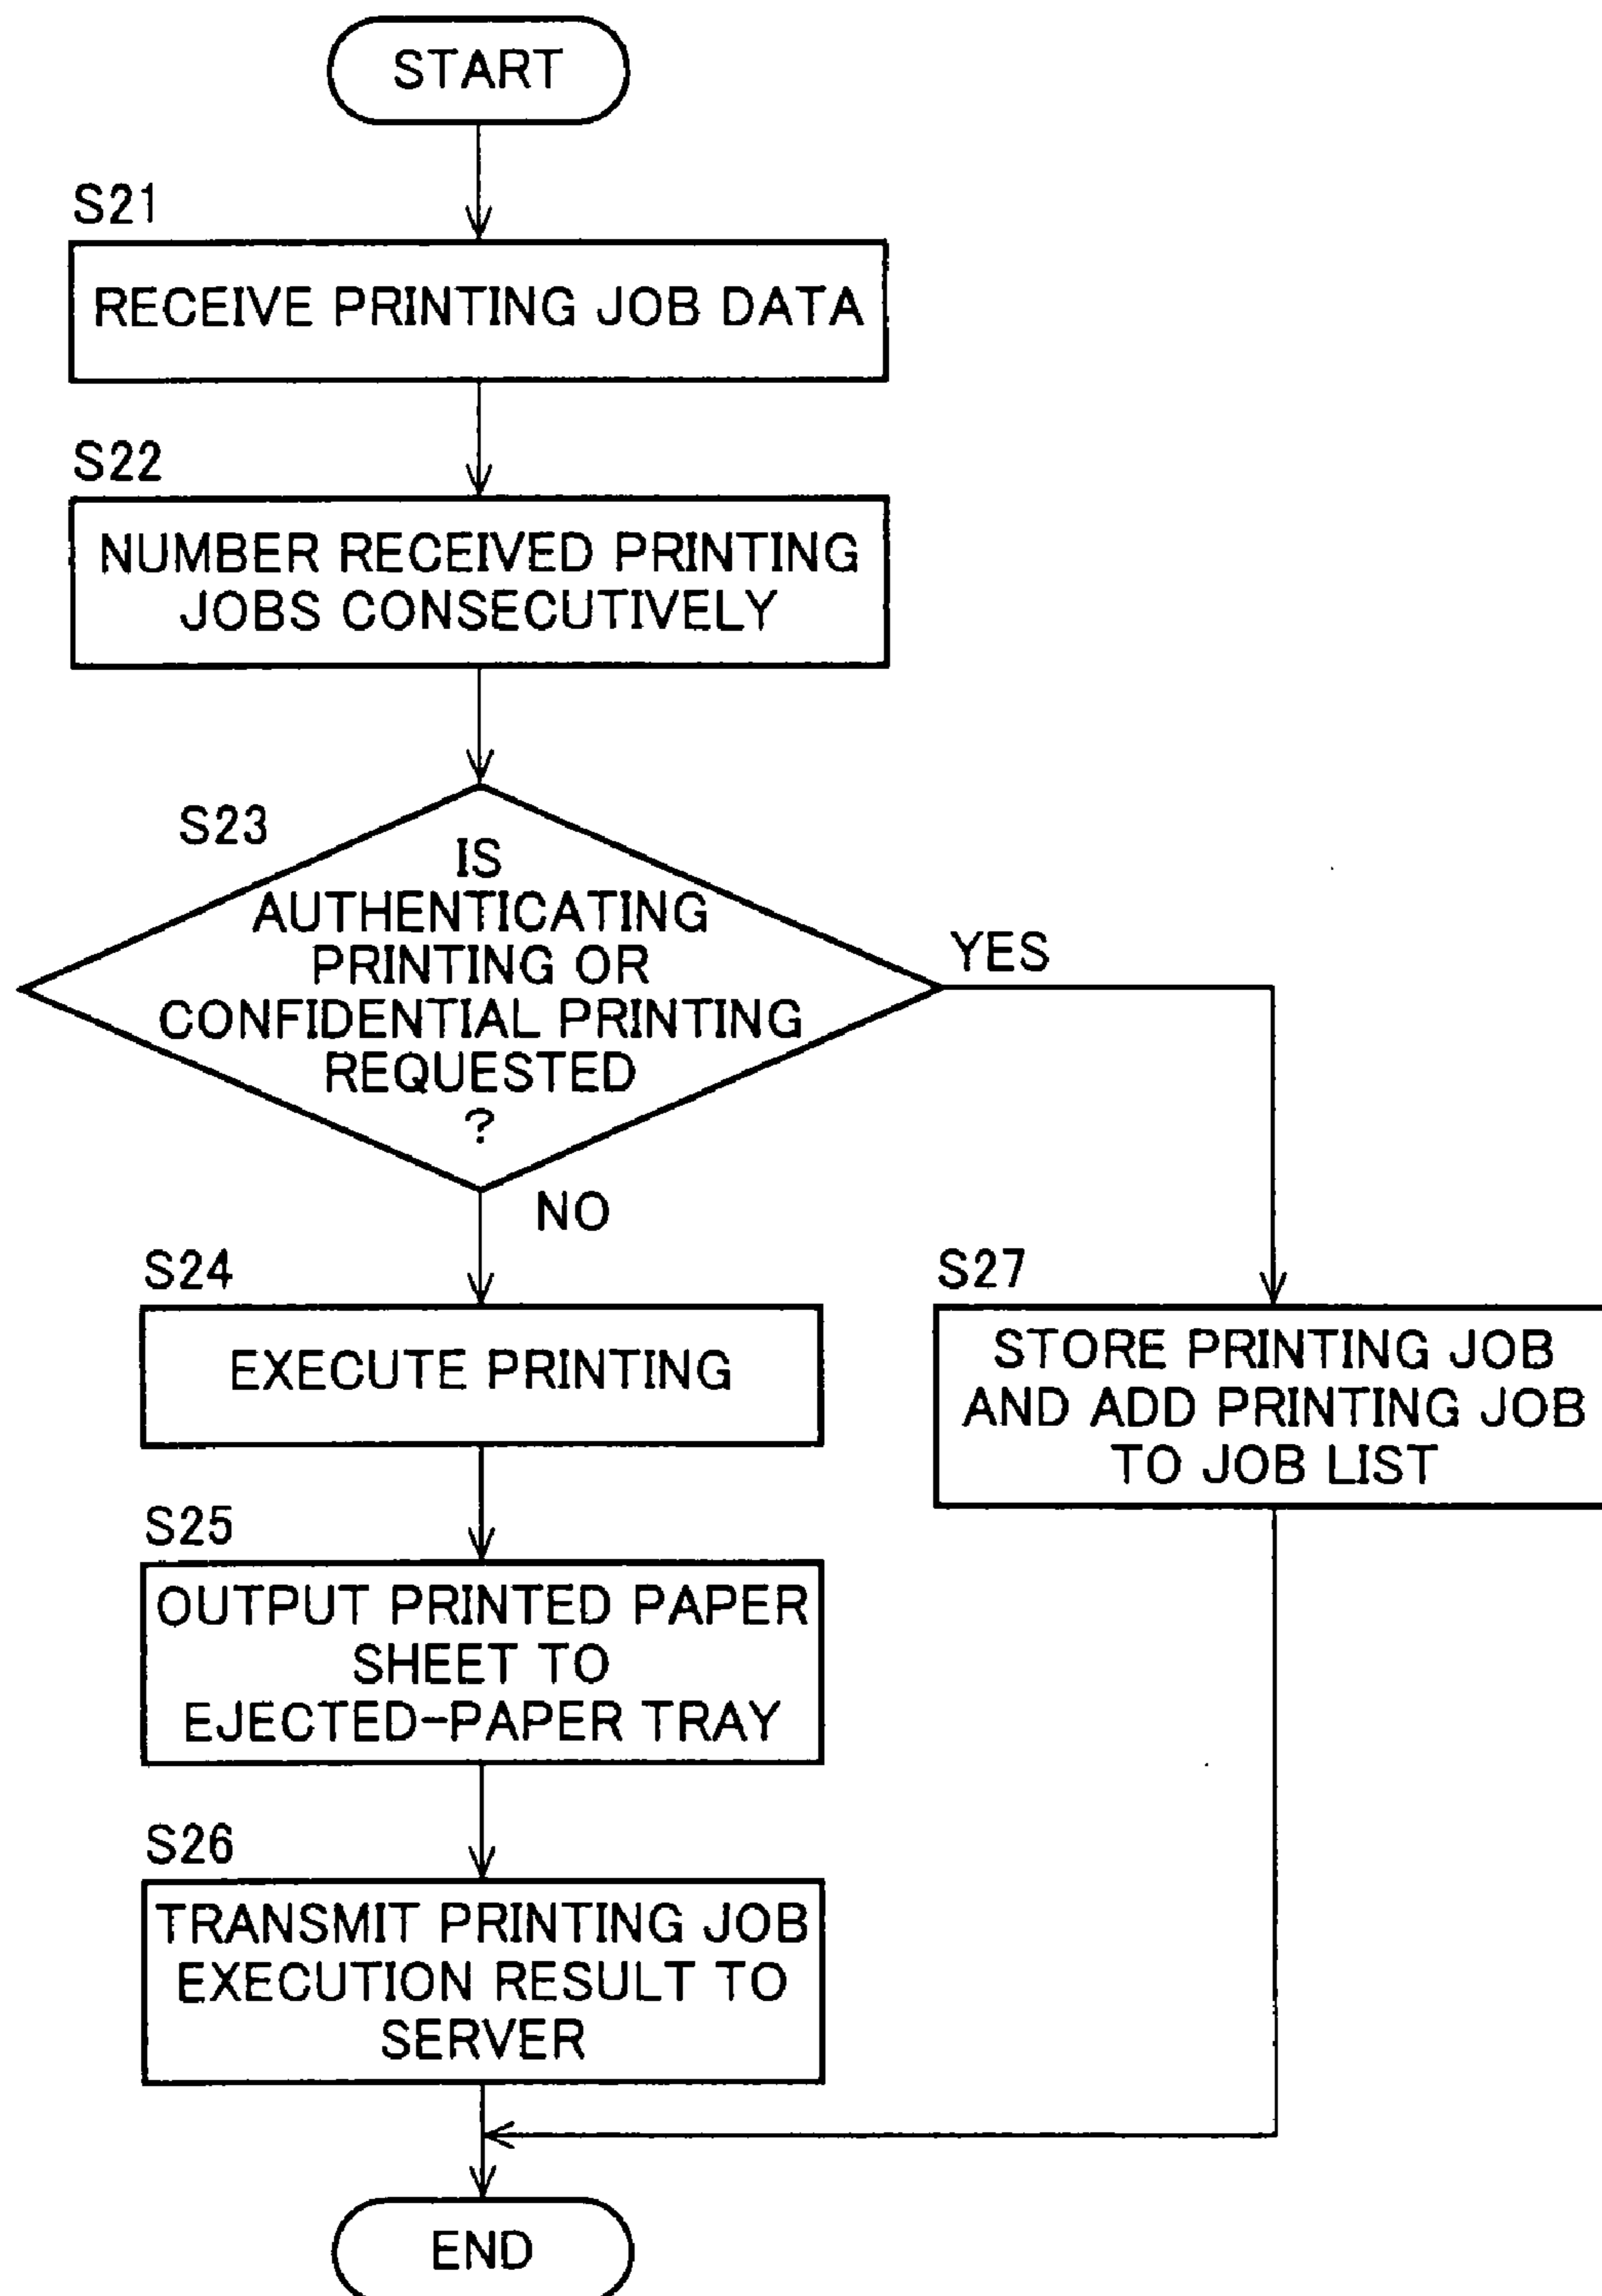 START
S21
RECEIVE PRINTING JOB DATA
S22
NUMBER RECEIVED PRINTING
JOBS CONSECUTIVELY
S23
IS
AUTHENTICATING
PRINTING OR
CONFIDENTIAL PRINTING
REQUESTED
?
YES
NO
S24
EXECUTE PRINTING
S27
STORE PRINTING JOB
AND ADD PRINTING JOB
TO JOB LIST
S25
OUTPUT PRINTED PAPER
SHEET TO
EJECTED-PAPER TRAY
S26
TRANSMIT PRINTING JOB
EXECUTION RESULT TO
SERVER
END